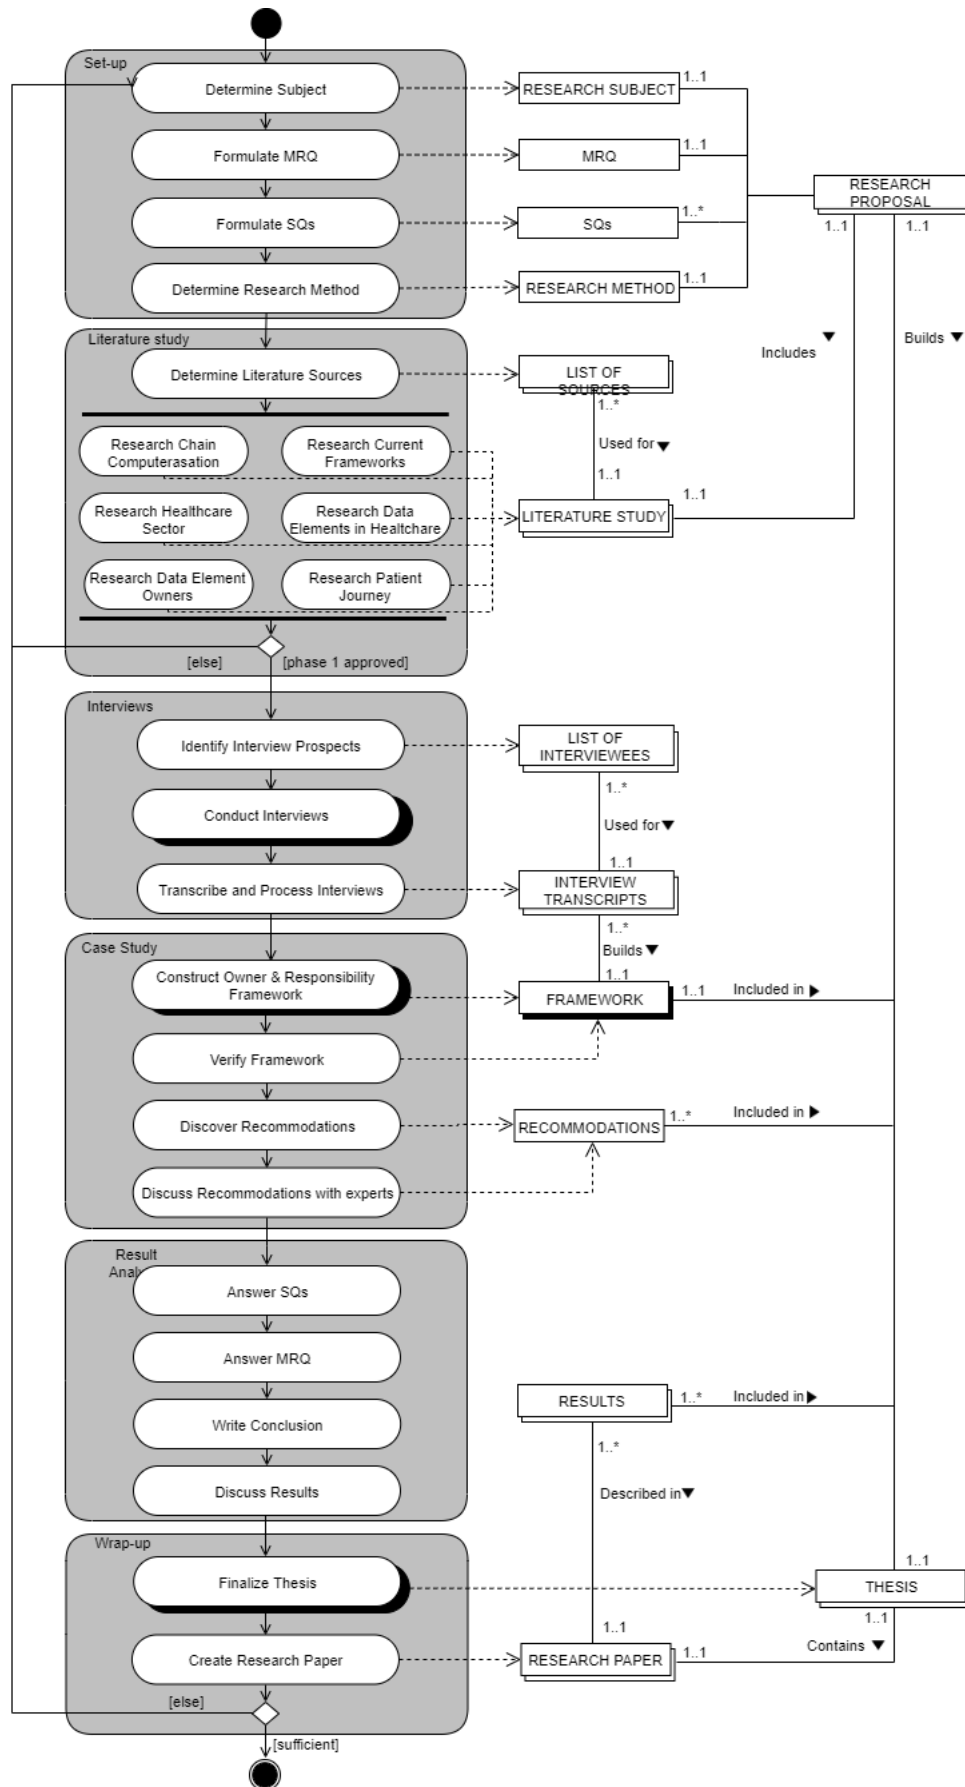 Set-up
Determine Subject
RESEARCH SUBJECT
1..1
Formulate MRQ
MRQ
1..1
RESEARCH
PROPOSAL
Formulate SQs
SQs
1..*
1..1
1..1
Determine Research Method
RESEARCH METHOD
1..1
Literature study
Includes
Builds
Determine Literature Sources
LIST OF
SOURCES
1..*
Research Chain
Computerasation
Research Current
Frameworks
Used for
1..1
Research Healthcare
Sector
Research Data
Elements in Healtchare
LITERATURE STUDY
1..1
Research Data Element
Owners
Research Patient
Journey
[else]
[phase 1 approved]
Interviews
Identify Interview Prospects
LIST OF
INTERVIEWEES
1..*
Conduct Interviews
Used for
1..1
Transcribe and Process Interviews
INTERVIEW
TRANSCRIPTS
1..*
Case Study
Builds
1..1
Construct Owner & Responsibility
Framework
FRAMEWORK
1..1
Included in
Verify Framework
Discover Recommodations
RECOMMODATIONS
1..*
Included in
Discuss Recommodations with experts
Result
Answer SQs
Answer MRQ
Write Conclusion
RESULTS
1..*
Included in
1..*
Discuss Results
Described in
Wrap-up
Finalize Thesis
1..1
THESIS
1..1
1..1
Create Research Paper
RESEARCH PAPER
1..1
Contains
[else]
[sufficient]